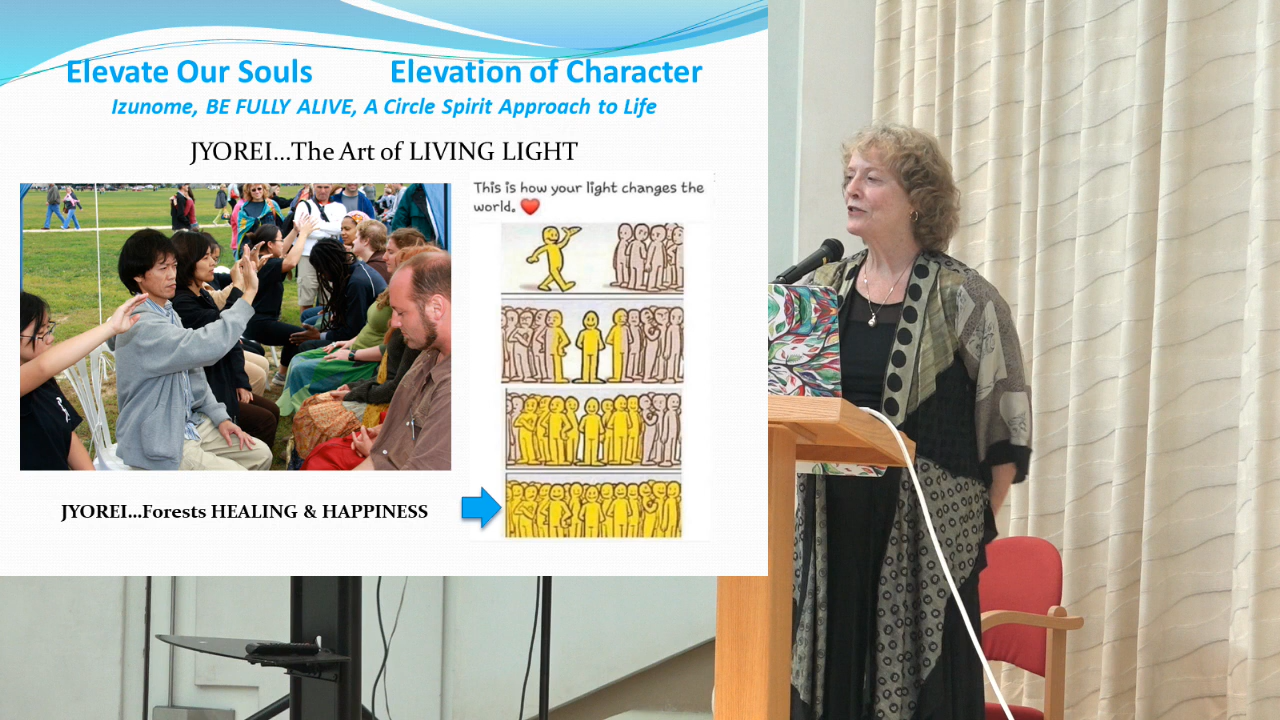 Elevate Our Souls Elevation of Character
Izunome, BE FULLY ALIVE, A Circle Spirit Approach to Life
JYOREI...The Art of LIVING LIGHT
This is how your light changes the
world. ❤️
JYOREI...Forests HEALING & HAPPINESS